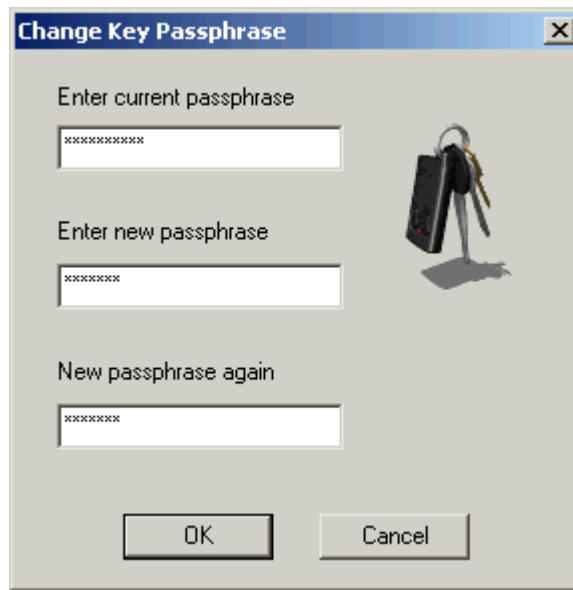 Change Key Passphrase
Enter current passphrase
**********
Enter new passphrase
*******
New passphrase again
*******
OK
Cancel